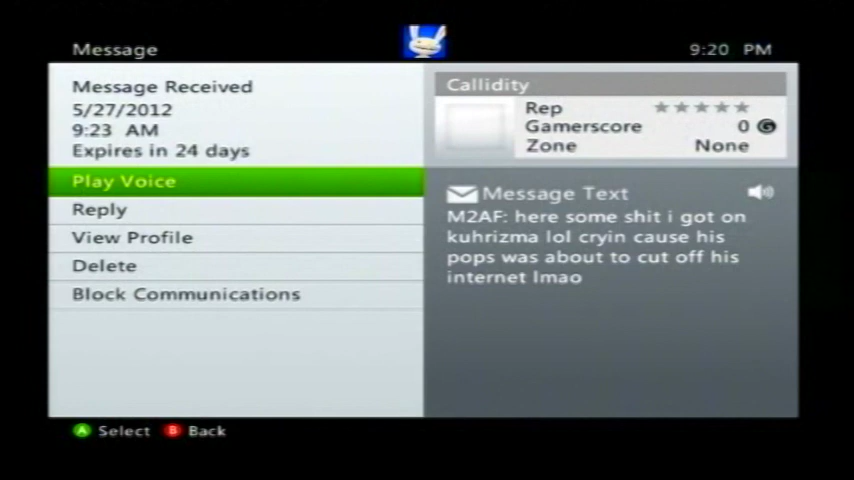 Message
9:20 PM
Message Received
5/27/2012
9:23 AM
Expires in 24 days
Play Voice
Reply
View Profile
Delete
Block Communications
Callidity
Rep
Gamerscore 0 G
Zone None
Message Text
M2AF: here some shit i got on
kuhrizma lol cryin cause his
pops was about to cut off his
internet lmao
A Select B Back